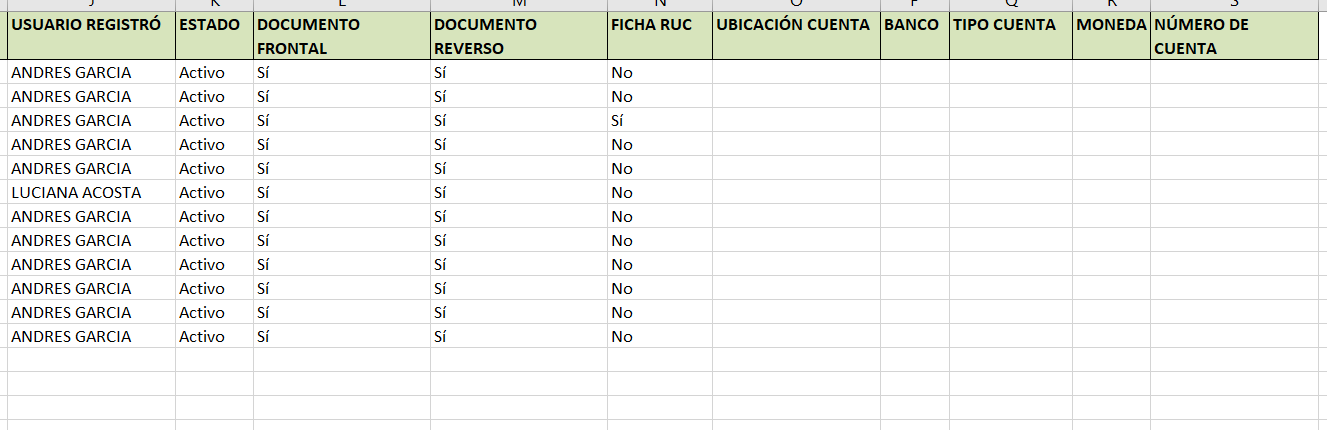 J K L M N O P Q R S
USUARIO REGISTRÓ ESTADO DOCUMENTO FRONTAL DOCUMENTO REVERSO FICHA RUC UBICACIÓN CUENTA BANCO TIPO CUENTA MONEDA NÚMERO DE CUENTA
ANDRES GARCIA Activo Sí Sí No
ANDRES GARCIA Activo Sí Sí No
ANDRES GARCIA Activo Sí Sí Sí
ANDRES GARCIA Activo Sí Sí No
ANDRES GARCIA Activo Sí Sí No
LUCIANA ACOSTA Activo Sí Sí No
ANDRES GARCIA Activo Sí Sí No
ANDRES GARCIA Activo Sí Sí No
ANDRES GARCIA Activo Sí Sí No
ANDRES GARCIA Activo Sí Sí No
ANDRES GARCIA Activo Sí Sí No
ANDRES GARCIA Activo Sí Sí No